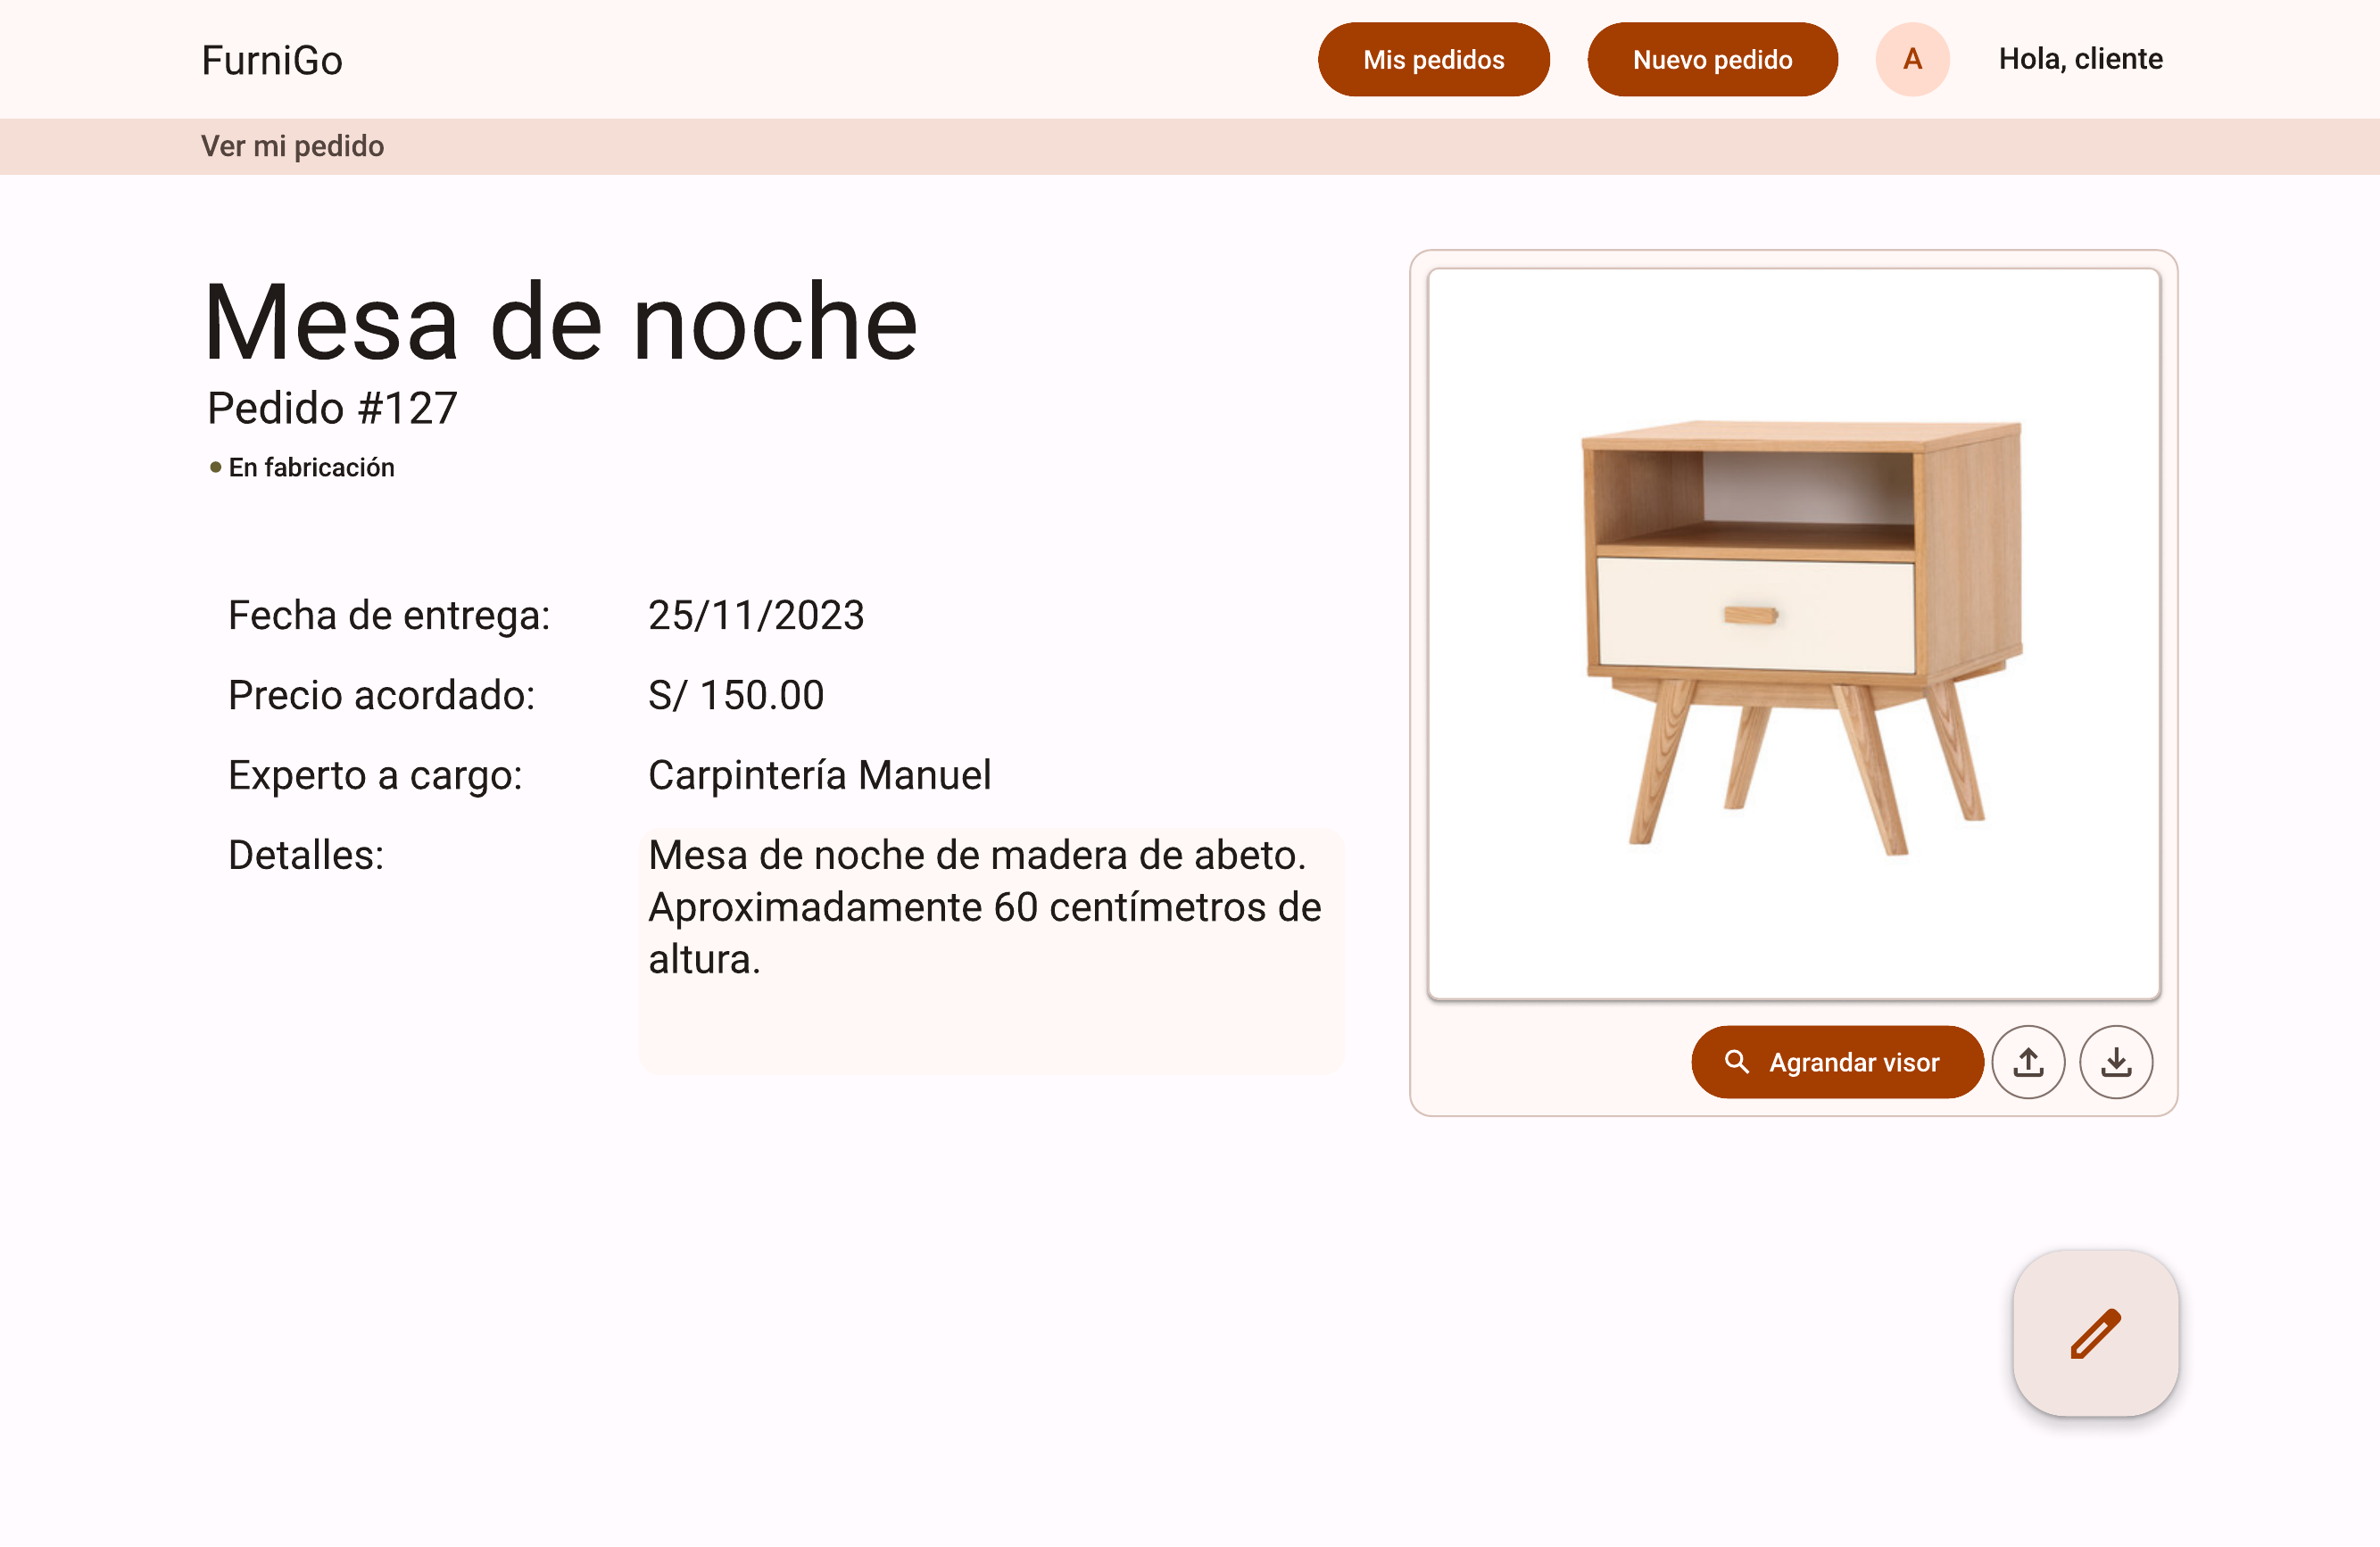 FurniGo
Mis pedidos
Nuevo pedido
A
Hola, cliente
Ver mi pedido
Mesa de noche
Pedido #127
En fabricación
Fecha de entrega: 25/11/2023
Precio acordado: S/ 150.00
Experto a cargo: Carpintería Manuel
Detalles: Mesa de noche de madera de abeto.
Aproximadamente 60 centímetros de
altura.
Agrandar visor